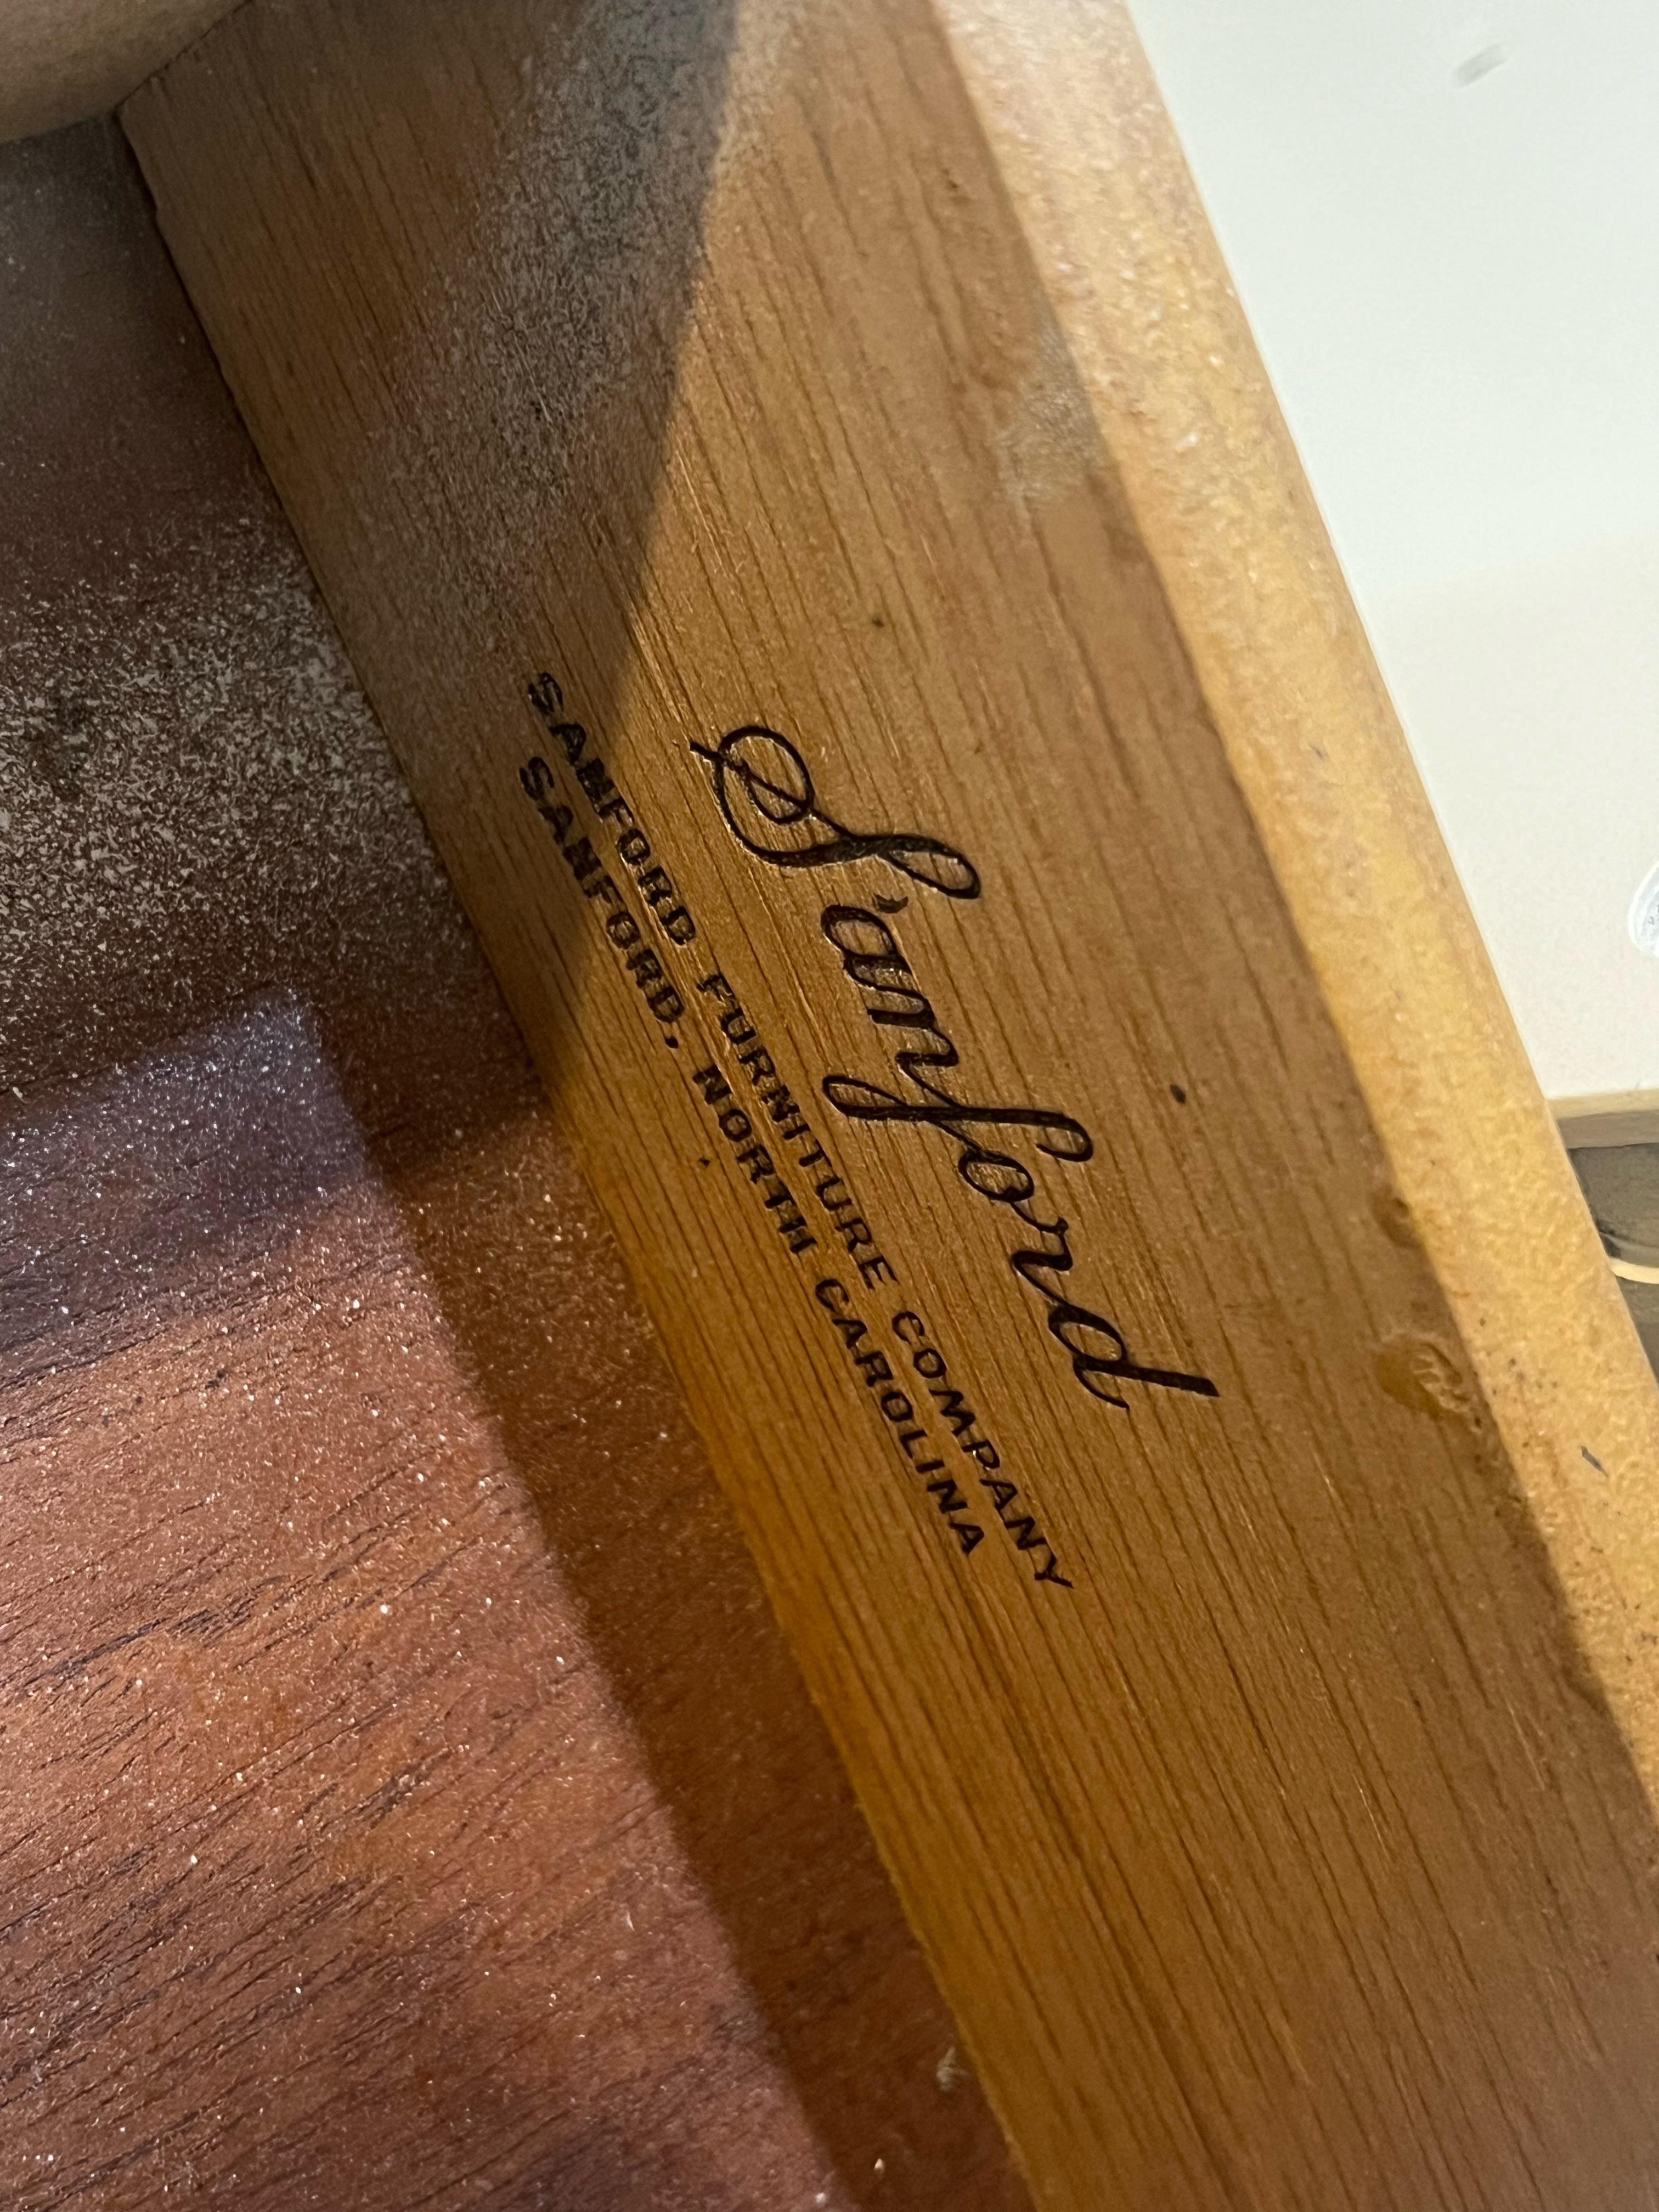 Sanford
SANFORD FURNITURE COMPANY
SANFORD, NORTH CAROLINA